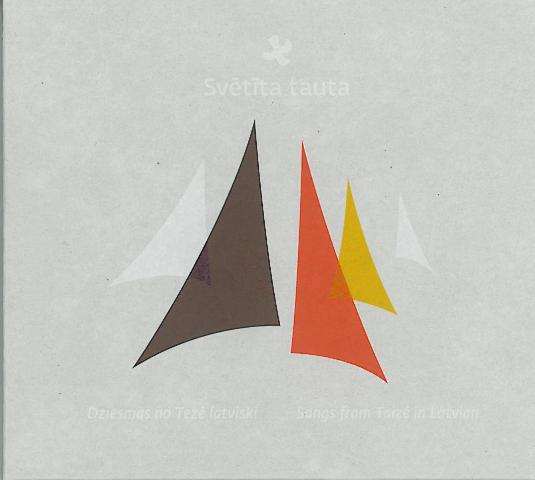 Svētīta tauta
Dziesmas no Tezē latviski
Songs from Taizé in Latvian